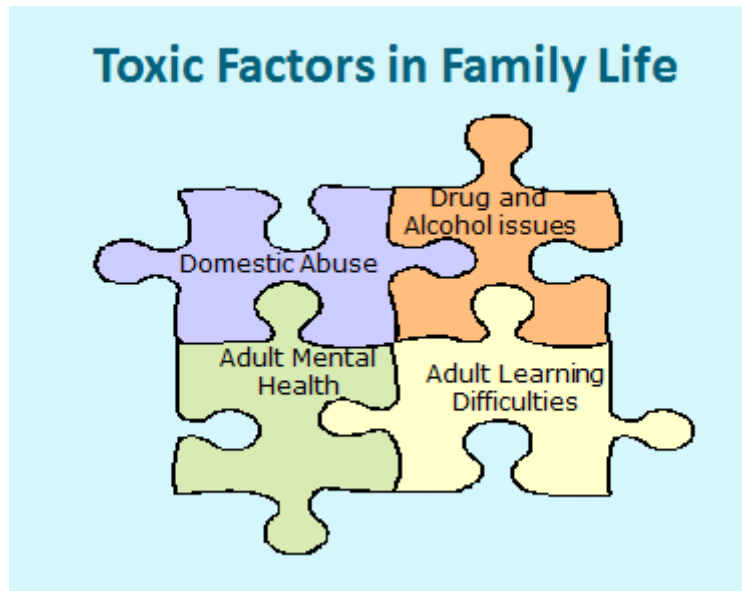 Toxic Factors in Family Life
Drug and
Alcohol issues
Domestic Abuse
Adult Mental
Health
Adult Learning
Difficulties